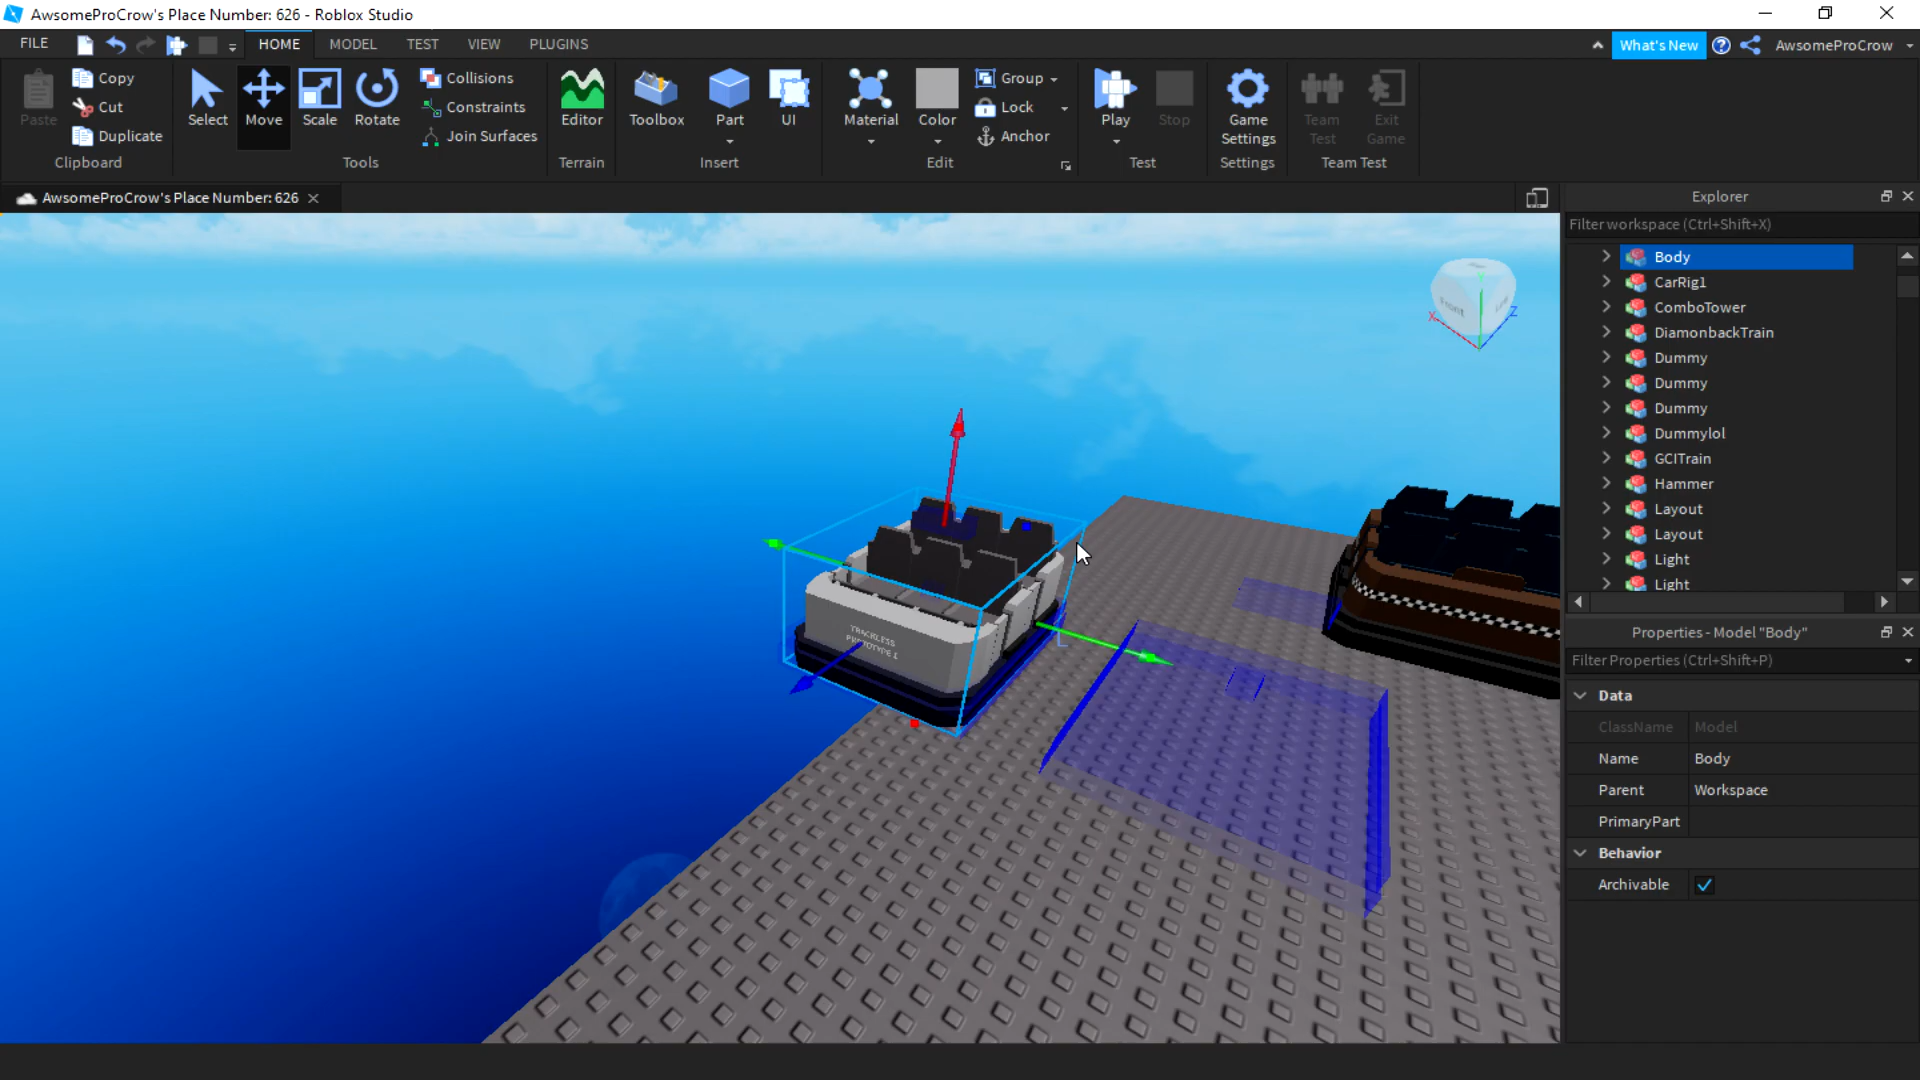 AwsomeProCrow's Place Number: 626 - Roblox Studio
FILE HOME MODEL TEST VIEW PLUGINS What's New ? AwsomeProCrow
Paste Copy Cut Duplicate
Clipboard
Select Move Scale Rotate Collisions Constraints Join Surfaces
Tools
Editor
Terrain
Toolbox Part UI
Insert
Material Color Group Lock Anchor
Edit
Play Stop
Test
Game Settings
Settings
Team Test Exit Game
Team Test
AwsomeProCrow's Place Number: 626
Front
X
Z
TRACKLESS
PROTOTYPE I
L
Explorer
Filter workspace (Ctrl+Shift+X)
Body
CarRig1
ComboTower
DiamonbackTrain
Dummy
Dummy
Dummy
Dummylol
GCITrain
Hammer
Layout
Layout
Light
Light
Properties - Model "Body"
Filter Properties (Ctrl+Shift+P)
Data
ClassName Model
Name Body
Parent Workspace
PrimaryPart
Behavior
Archivable